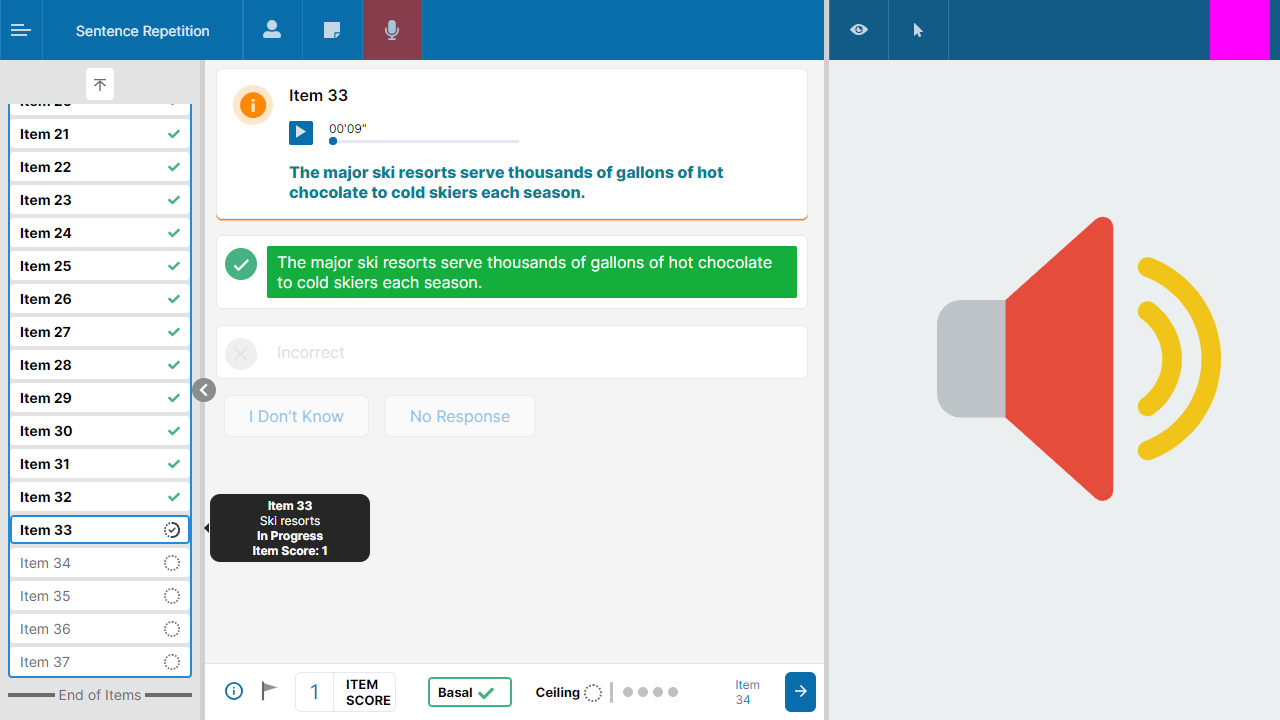 Sentence Repetition
Item 21
Item 22
Item 23
Item 24
Item 25
Item 26
Item 27
Item 28
Item 29
Item 30
Item 31
Item 32
Item 33
Item 34
Item 35
Item 36
Item 37
End of Items
Item 33
00'09"
The major ski resorts serve thousands of gallons of hot
chocolate to cold skiers each season.
The major ski resorts serve thousands of gallons of hot chocolate
to cold skiers each season.
Incorrect
I Don’t Know
No Response
Item 33
Ski resorts
In Progress
Item Score: 1
1
ITEM
SCORE
Basal
Ceiling
Item
34